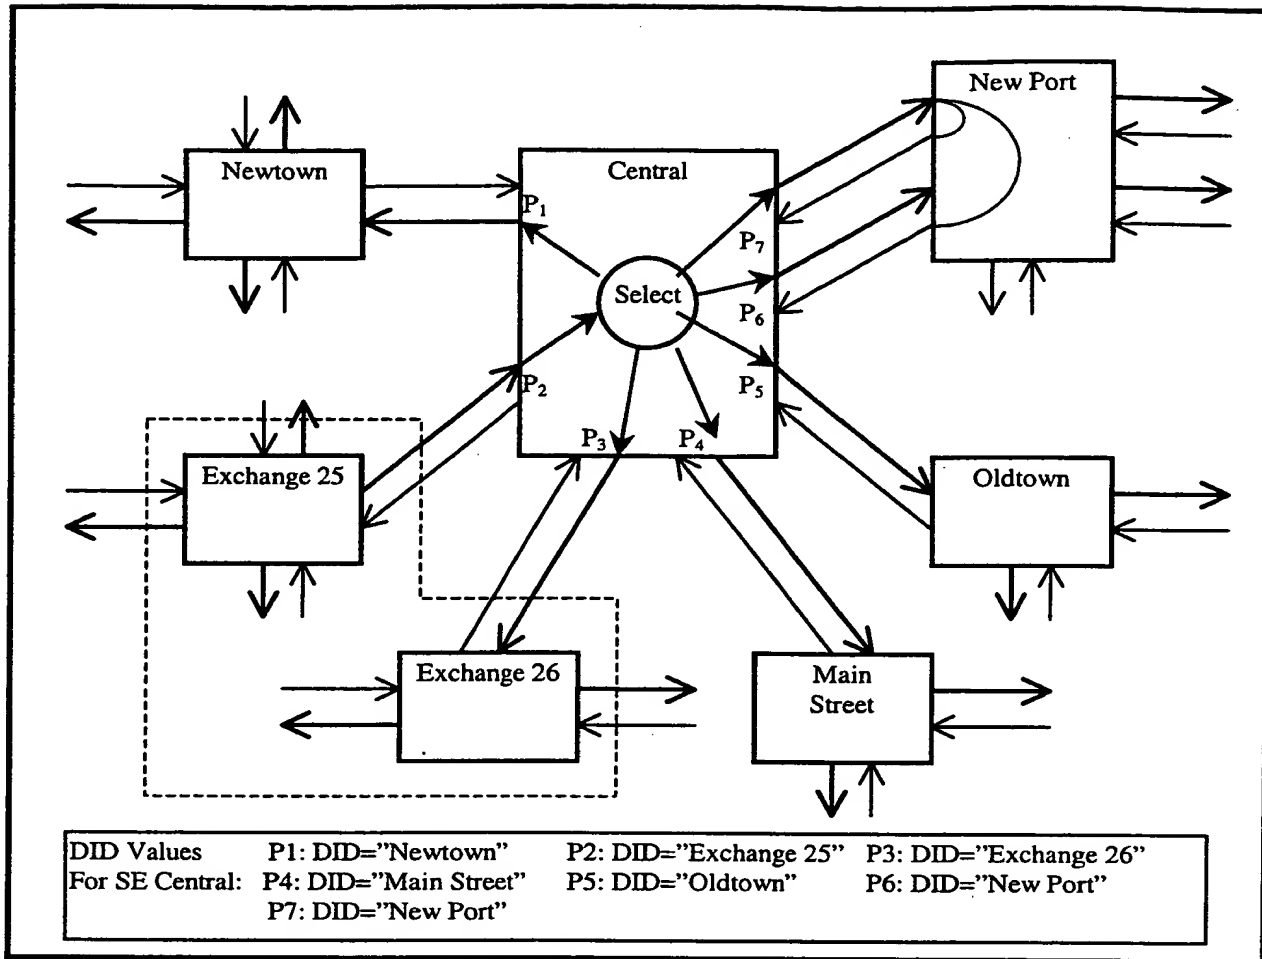 New Port
Newtown
Central
P1
P7
Select
P6
P2
P5
P3
P4
Exchange 25
Oldtown
Exchange 26
Main
Street
DID Values P1: DID="Newtown" P2: DID="Exchange 25" P3: DID="Exchange 26"
For SE Central: P4: DID="Main Street" P5: DID="Oldtown" P6: DID="New Port"
P7: DID="New Port"